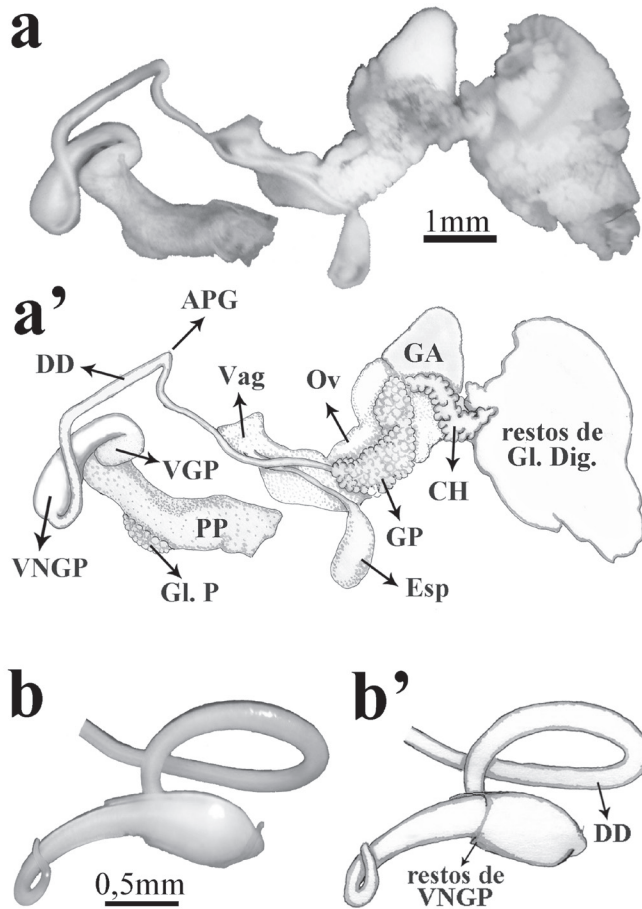 a
1mm
a’
APG
DD
Vag
Ov
GA
restos de
Gl. Dig.
VGP
CH
PP
GP
VNGP
Gl. P
Esp
b
0,5mm
b’
DD
restos de
VNGP